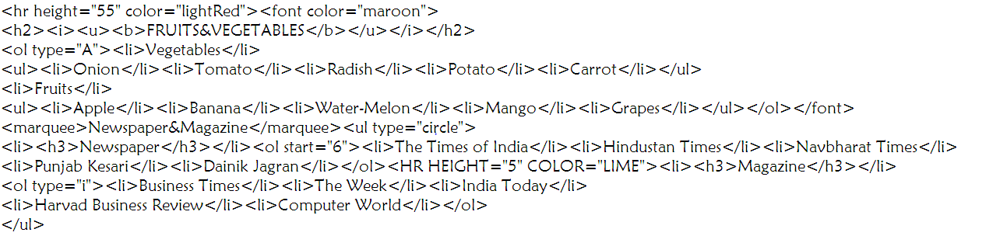 <hr height="55" color="lightRed"><font color="maroon">
<h2><i><u><b>FRUITS&VEGETABLES</b></u></i></h2>
<ol type="A"><li>Vegetables</li>
<ul><li>Onion</li><li>Tomato</li><li>Radish</li><li>Potato</li><li>Carrot</li></ul>
<li>Fruits</li>
<ul><li>Apple</li><li>Banana</li><li>Water-Melon</li><li>Mango</li><li>Grapes</li></ul></ol></font>
<marquee>Newspaper&Magazine</marquee><ul type="circle">
<li><h3>Newspaper</h3></li><ol start="6"><li>The Times of India</li><li>Hindustan Times</li><li>Navbharat Times</li>
<li>Punjab Kesari</li><li>Dainik Jagran</li></ol><HR HEIGHT="5" COLOR="LIME"><li><h3>Magazine</h3></li>
<ol type="i"><li>Business Times</li><li>The Week</li><li>India Today</li>
<li>Harvad Business Review</li><li>Computer World</li></ol>
</ul>